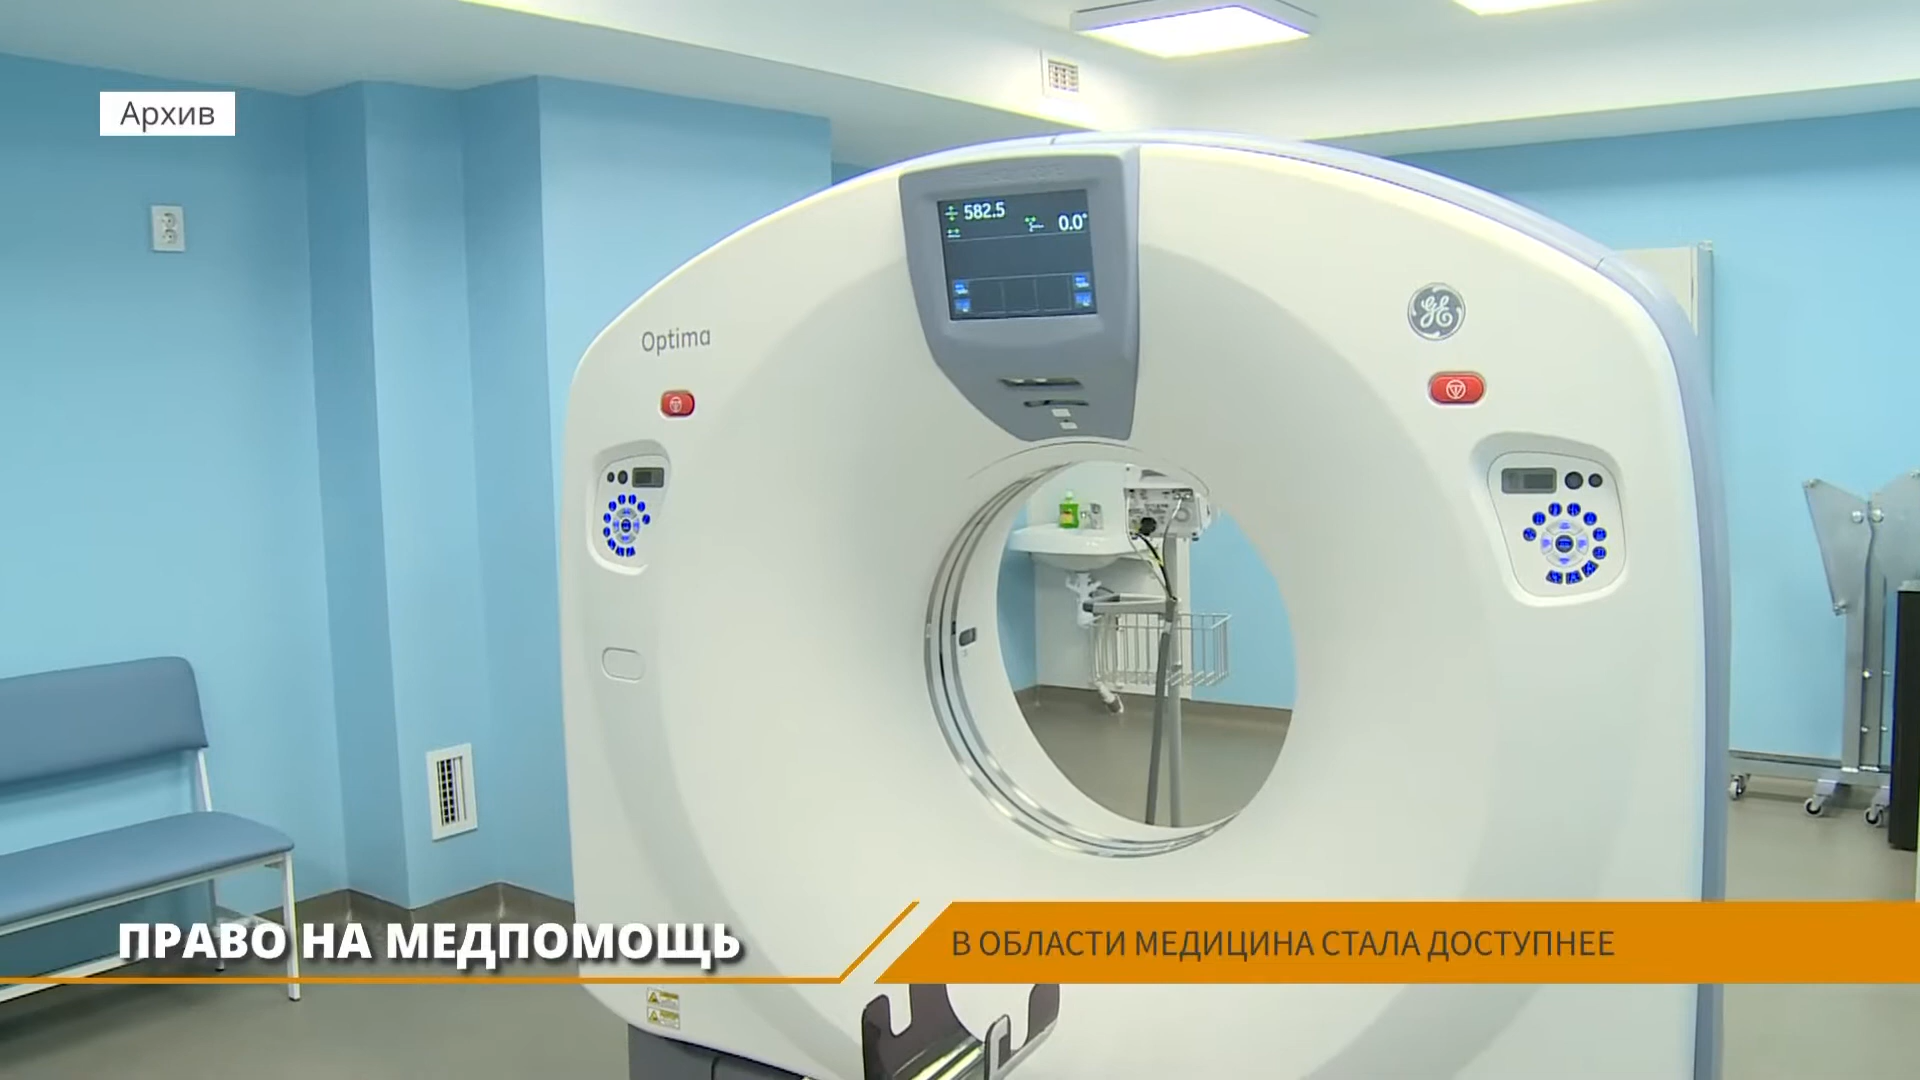 Архив
582.5
0.0°
Optima
GE
ПРАВО НА МЕДПОМОЩЬ
В ОБЛАСТИ МЕДИЦИНА СТАЛА ДОСТУПНЕЕ